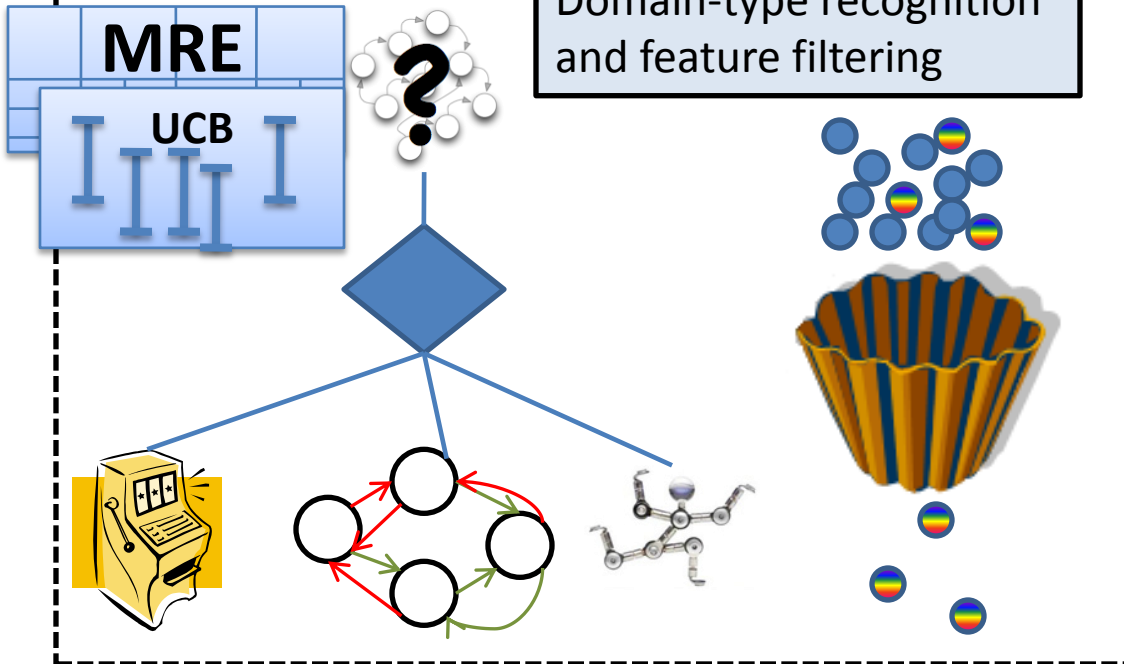 MRE
UCB
?
Domain-type recognition
and feature filtering